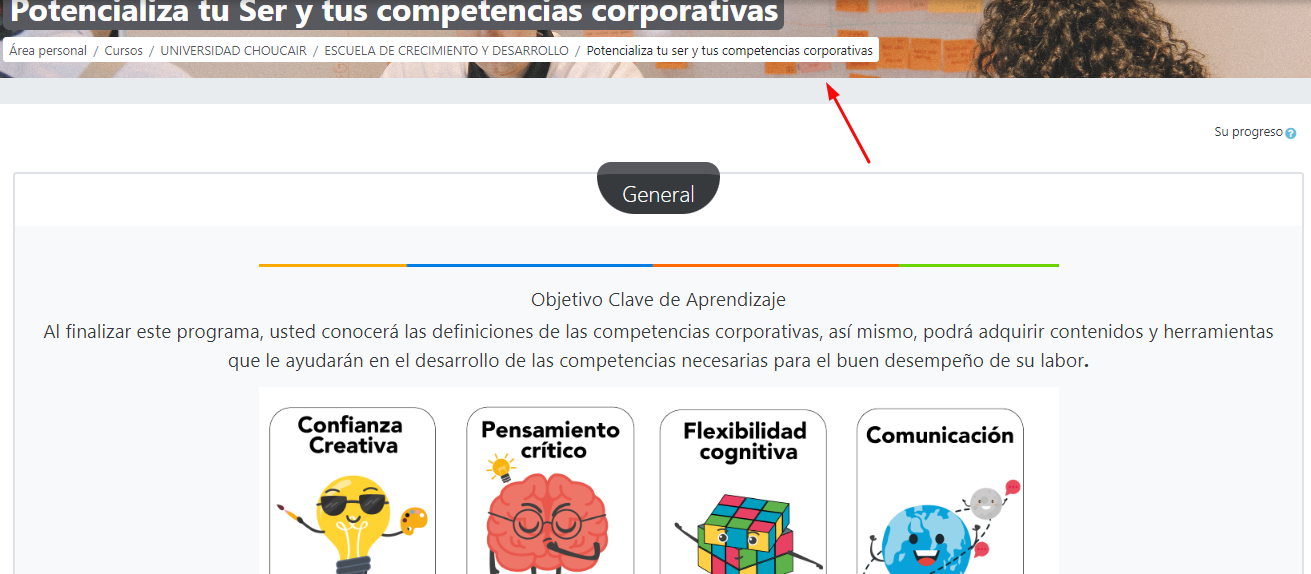 Potencializa tu Ser y tus competencias corporativas
Área personal / Cursos / UNIVERSIDAD CHOUCAIR / ESCUELA DE CRECIMIENTO Y DESARROLLO / Potencializa tu ser y tus competencias corporativas
Su progreso ?
General
Objetivo Clave de Aprendizaje
Al finalizar este programa, usted conocerá las definiciones de las competencias corporativas, así mismo, podrá adquirir contenidos y herramientas
que le ayudarán en el desarrollo de las competencias necesarias para el buen desempeño de su labor.
Confianza
Creativa
Pensamiento
crítico
Flexibilidad
cognitiva
Comunicación